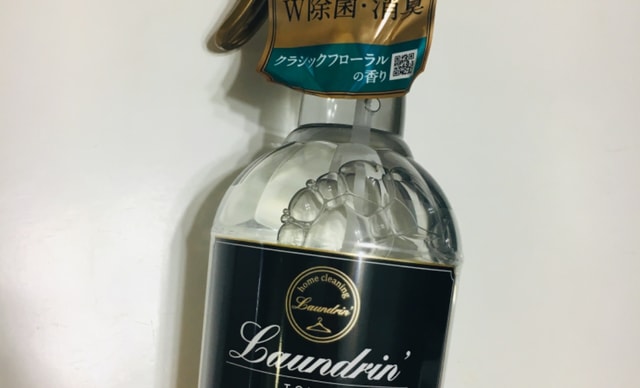 W除菌・消臭
クラシックフローラル
の香り
home cleaning
Laundrin'
Laundrin'